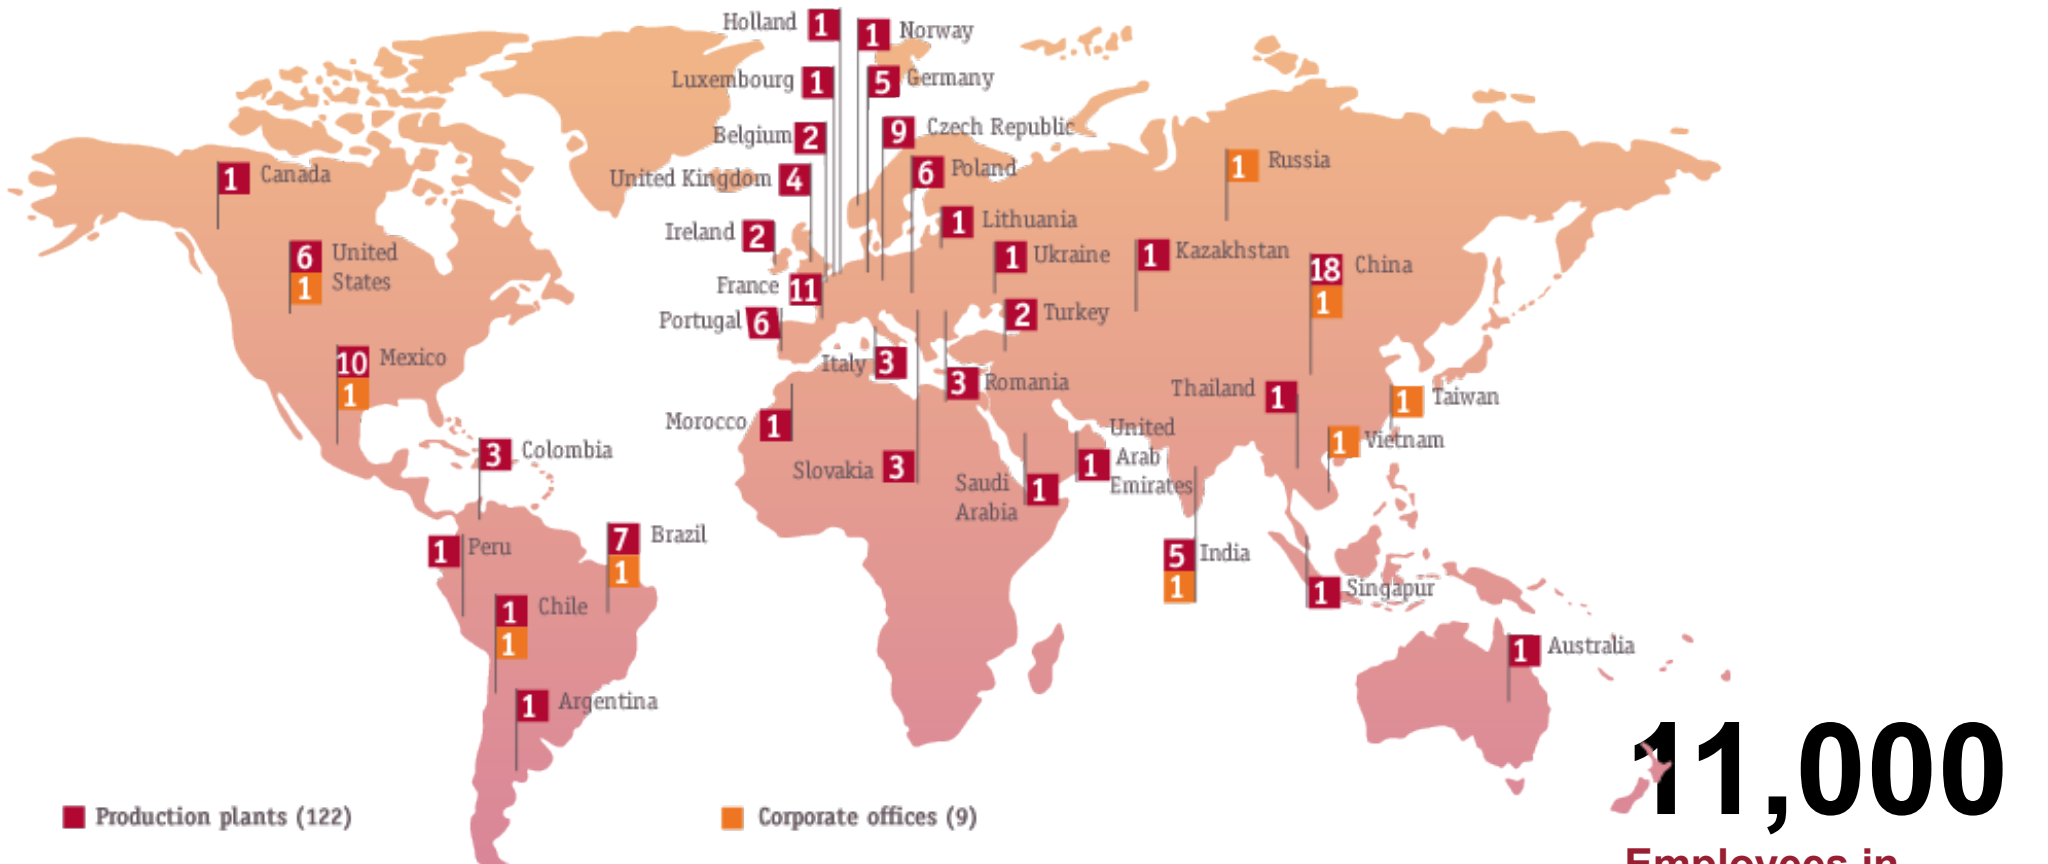 Holland 1
1 Norway
Luxembourg 1
5 Germany
Belgium 2
9 Czech Republic
United Kingdom 4
6 Poland
1 Russia
1 Canada
Ireland 2
1 Lithuania
6 United
1 States
1 Ukraine
1 Kazakhstan
18 China
1
France 11
Portugal 6
2 Turkey
10 Mexico
1
Italy 3
3 Romania
Thailand 1
1 Taiwan
Morocco 1
1 Vietnam
3 Colombia
Slovakia 3
United
1 Arab
Emirates
Saudi 1
Arabia
7 Brazil
1
1 Peru
5 India
1
1 Singapur
1 Chile
1
1 Australia
1 Argentina
11,000
Employees in
Production plants (122)
Corporate offices (9)